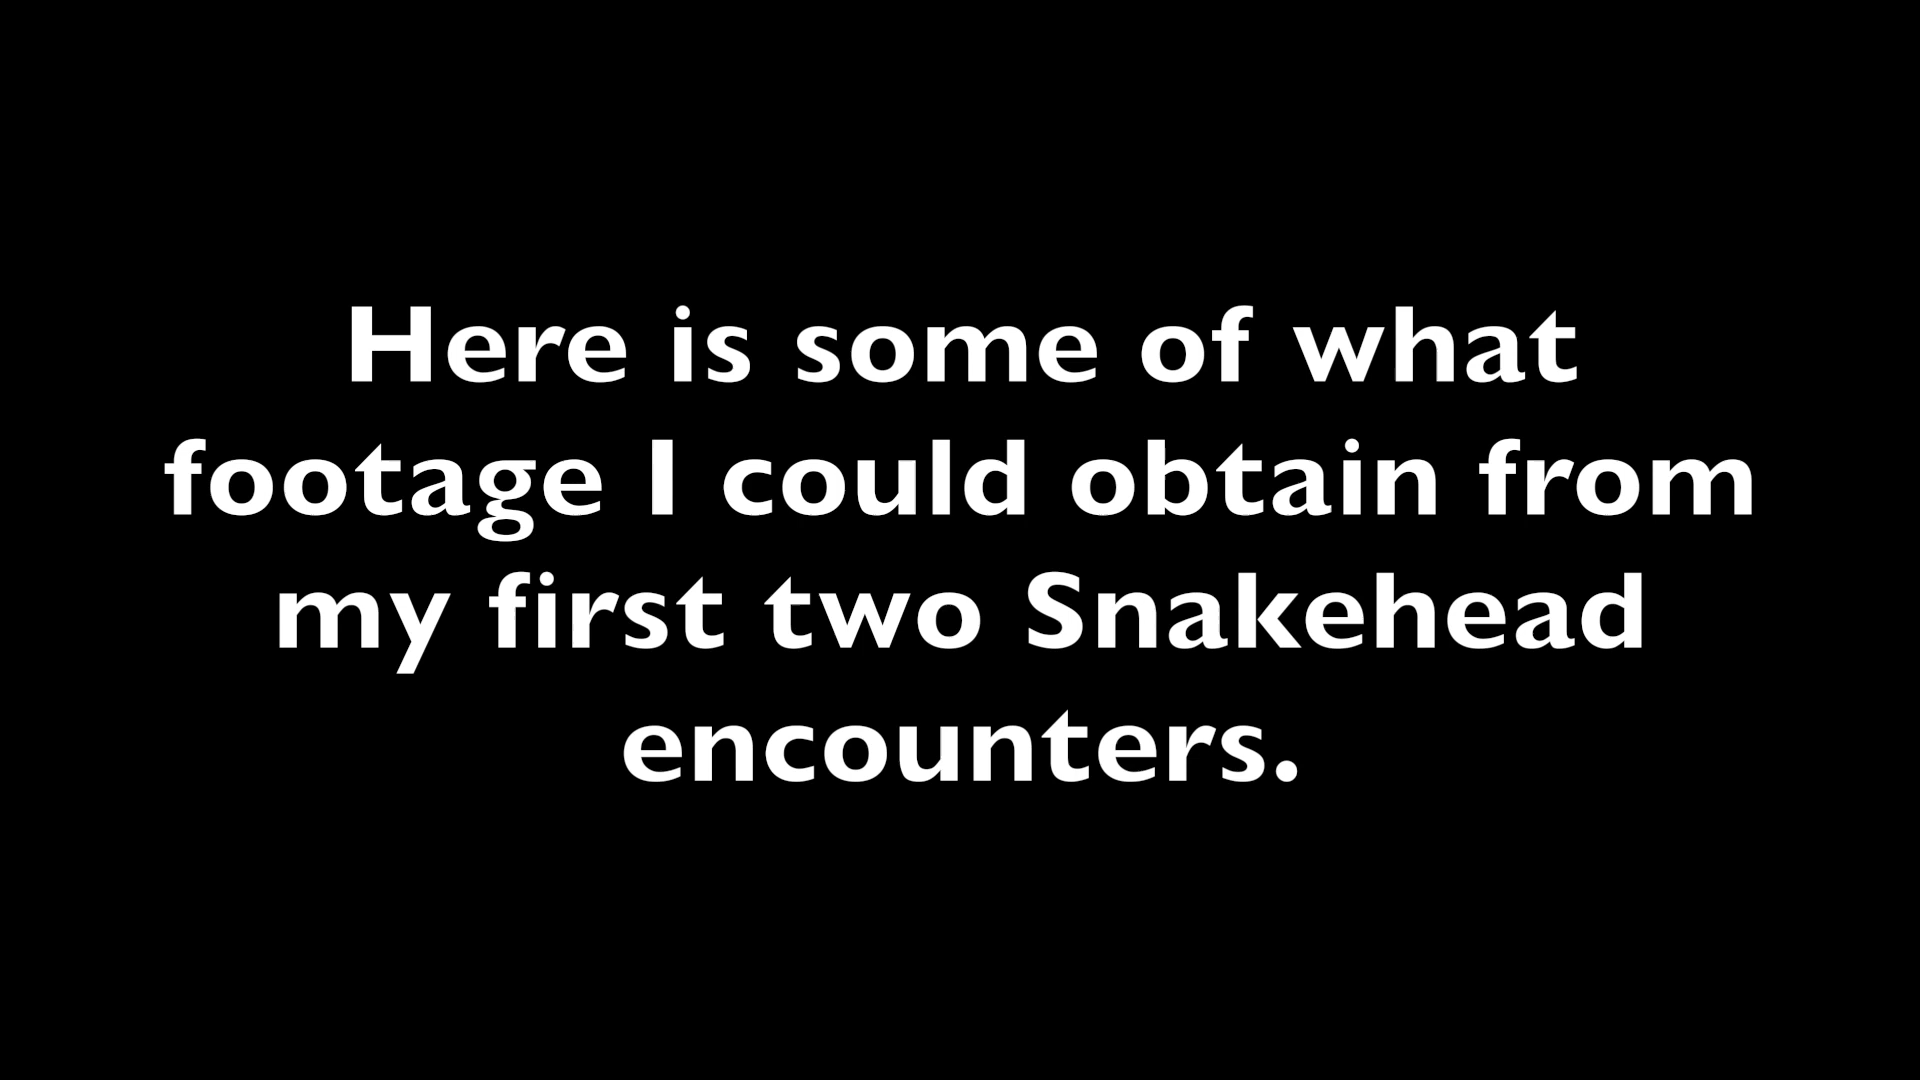 Here is some of what
footage I could obtain from
my first two Snakehead
encounters.